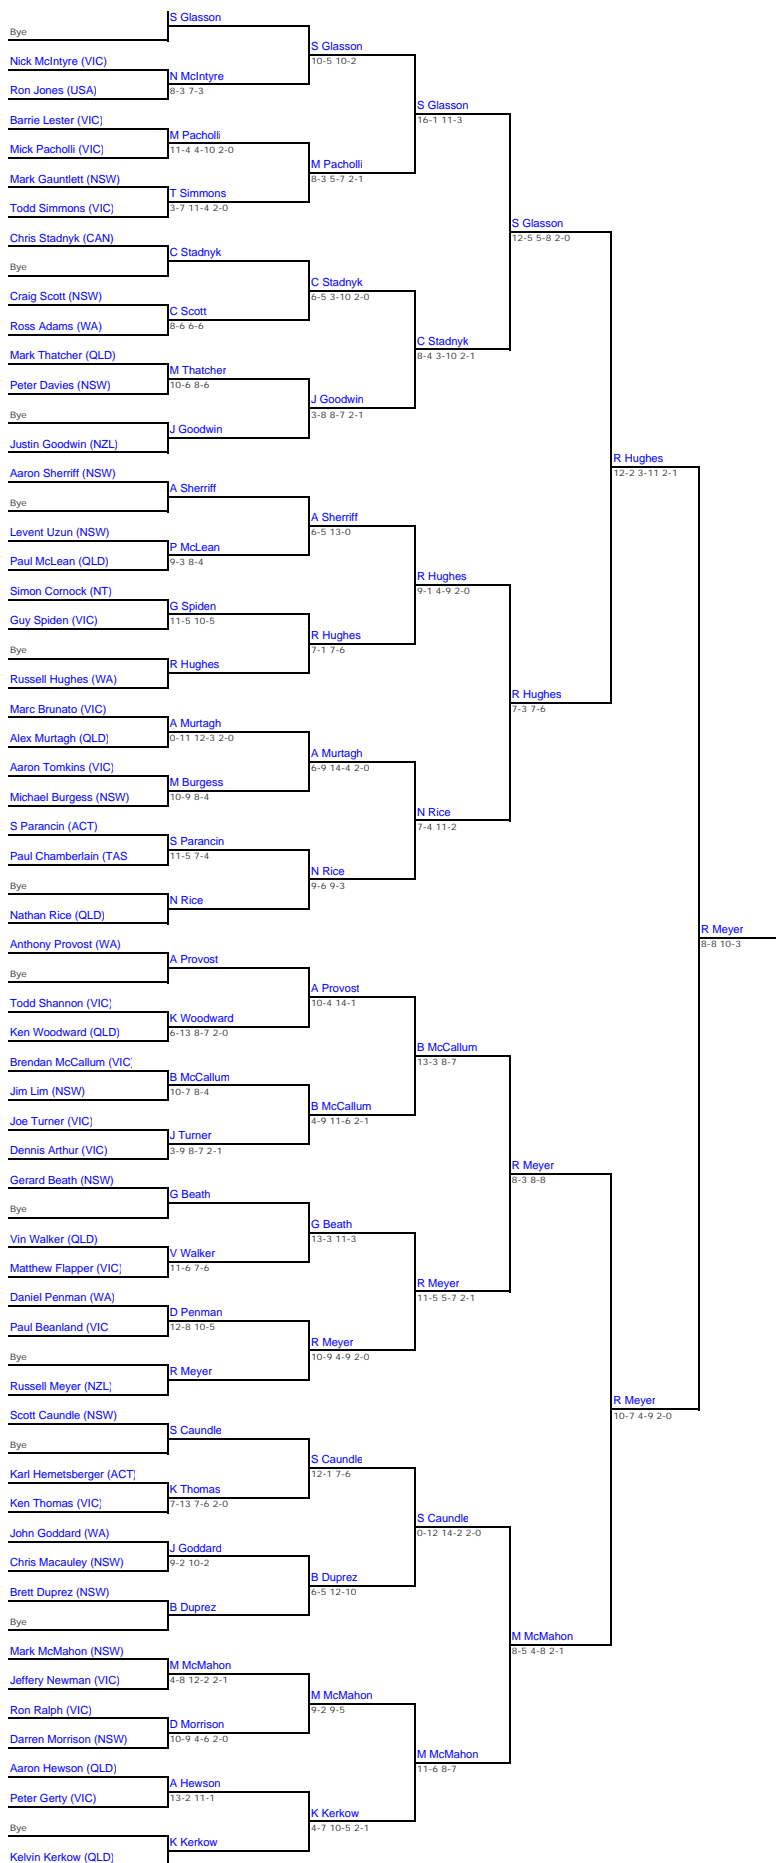 S Glasson
Bye
S Glasson
10-5 10-2
Nick McIntyre (VIC)
N McIntyre
8-3 7-3
Ron Jones (USA)
S Glasson
16-1 11-3
Barrie Lester (VIC)
M Pacholli
11-4 4-10 2-0
Mick Pacholli (VIC)
M Pacholli
8-3 5-7 2-1
Mark Gauntlett (NSW)
T Simmons
3-7 11-4 2-0
Todd Simmons (VIC)
S Glasson
12-5 5-8 2-0
Chris Stadnyk (CAN)
C Stadnyk
Bye
C Stadnyk
6-5 3-10 2-0
Craig Scott (NSW)
C Scott
8-6 6-6
Ross Adams (WA)
C Stadnyk
8-4 3-10 2-1
Mark Thatcher (QLD)
M Thatcher
10-6 8-6
Peter Davies (NSW)
J Goodwin
3-8 8-7 2-1
Bye
J Goodwin
Justin Goodwin (NZL)
R Hughes
12-2 3-11 2-1
Aaron Sherriff (NSW)
A Sherriff
Bye
A Sherriff
6-5 13-0
Levent Uzun (NSW)
P McLean
9-3 8-4
Paul McLean (QLD)
R Hughes
9-1 4-9 2-0
Simon Cornock (NT)
G Spiden
11-5 10-5
Guy Spiden (VIC)
R Hughes
7-1 7-6
Bye
R Hughes
Russell Hughes (WA)
R Hughes
7-3 7-6
Marc Brunato (VIC)
A Murtagh
0-11 12-3 2-0
Alex Murtagh (QLD)
A Murtagh
6-9 14-4 2-0
Aaron Tomkins (VIC)
M Burgess
10-9 8-4
Michael Burgess (NSW)
N Rice
7-4 11-2
S Parancin (ACT)
S Parancin
11-5 7-4
Paul Chamberlain (TAS
N Rice
9-6 9-3
Bye
N Rice
Nathan Rice (QLD)
R Meyer
8-8 10-3
Anthony Provost (WA)
A Provost
Bye
A Provost
10-4 14-1
Todd Shannon (VIC)
K Woodward
6-13 8-7 2-0
Ken Woodward (QLD)
B McCallum
13-3 8-7
Brendan McCallum (VIC)
B McCallum
10-7 8-4
Jim Lim (NSW)
B McCallum
4-9 11-6 2-1
Joe Turner (VIC)
J Turner
3-9 8-7 2-1
Dennis Arthur (VIC)
R Meyer
8-3 8-8
Gerard Beath (NSW)
G Beath
Bye
G Beath
13-3 11-3
Vin Walker (QLD)
V Walker
11-6 7-6
Matthew Flapper (VIC)
R Meyer
11-5 5-7 2-1
Daniel Penman (WA)
D Penman
12-8 10-5
Paul Beanland (VIC
R Meyer
10-9 4-9 2-0
Bye
R Meyer
Russell Meyer (NZL)
R Meyer
10-7 4-9 2-0
Scott Caundle (NSW)
S Caundle
Bye
S Caundle
12-1 7-6
Karl Hemetsberger (ACT)
K Thomas
7-13 7-6 2-0
Ken Thomas (VIC)
S Caundle
0-12 14-2 2-0
John Goddard (WA)
J Goddard
9-2 10-2
Chris Macauley (NSW)
B Duprez
6-5 12-10
Brett Duprez (NSW)
B Duprez
Bye
M McMahon
8-5 4-8 2-1
Mark McMahon (NSW)
M McMahon
4-8 12-2 2-1
Jeffery Newman (VIC)
M McMahon
9-2 9-5
Ron Ralph (VIC)
D Morrison
10-9 4-6 2-0
Darren Morrison (NSW)
M McMahon
11-6 8-7
Aaron Hewson (QLD)
A Hewson
13-2 11-1
Peter Gerty (VIC)
K Kerkow
4-7 10-5 2-1
Bye
K Kerkow
Kelvin Kerkow (QLD)